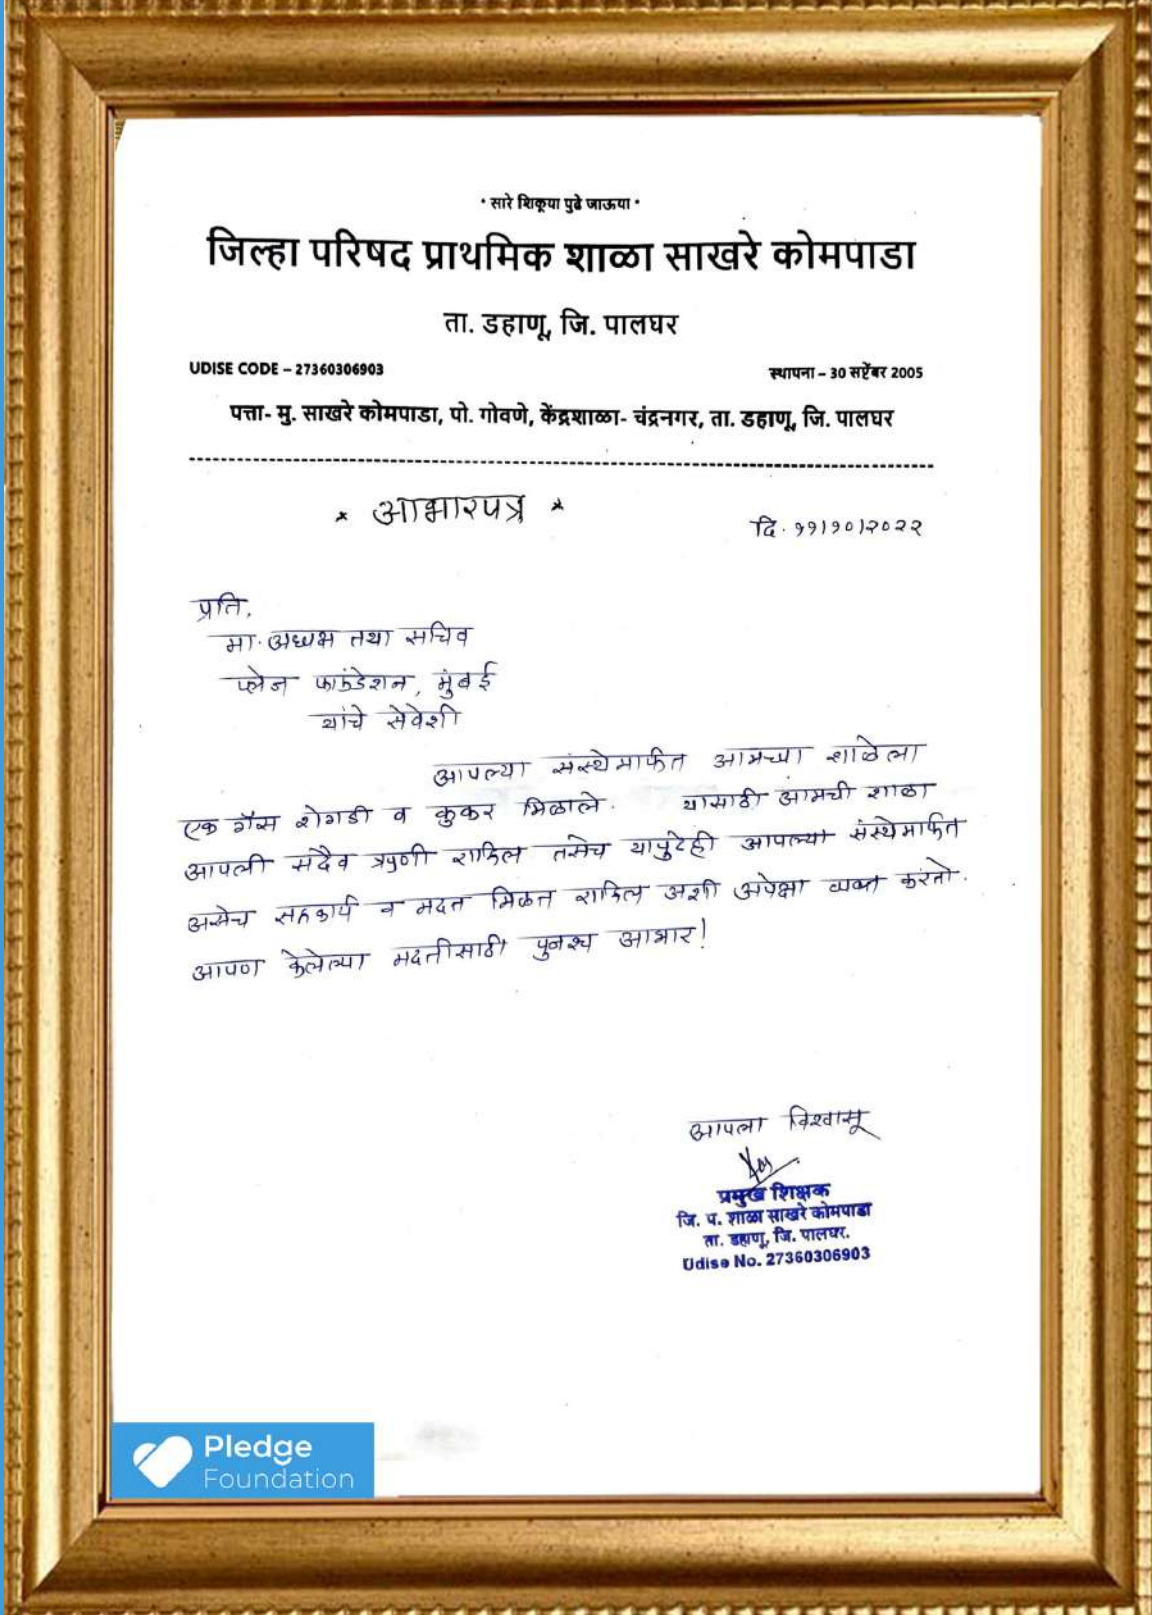 • सारे शिकूया पुढे जाऊया •
जिल्हा परिषद प्राथमिक शाळा साखरे कोमपाडा
ता. डहाणू, जि. पालघर
UDISE CODE – 27360306903
स्थापना – 30 सप्टेंबर 2005
पत्ता- मु. साखरे कोमपाडा, पो. गोवणे, केंद्रशाळा- चंद्रनगर, ता. डहाणू, जि. पालघर
* आभारपत्र *
दि. ११/१०/२०२२
प्रति,
मा. अध्यक्ष तथा सचिव
प्लेज फाऊंडेशन, मुंबई
यांचे सेवेशी
आपल्या संस्थेमार्फत आमच्या शाळेला
एक गॅस शेगडी व कुकर मिळाले. यासाठी आमची शाळा
आपली सदैव ऋणी राहिल तसेच यापुढेही आपल्या संस्थेमार्फत
असेच सहकार्य व मदत मिळत राहिल अशी अपेक्षा व्यक्त करतो.
आपण केलेल्या मदतीसाठी पुनश्च आभार!
आपला विश्वासू
प्रमुख शिक्षक
जि. प. शाळा साखरे कोमपाडा
ता. डहाणू, जि. पालघर.
Udise No. 27360306903
Pledge
Foundation